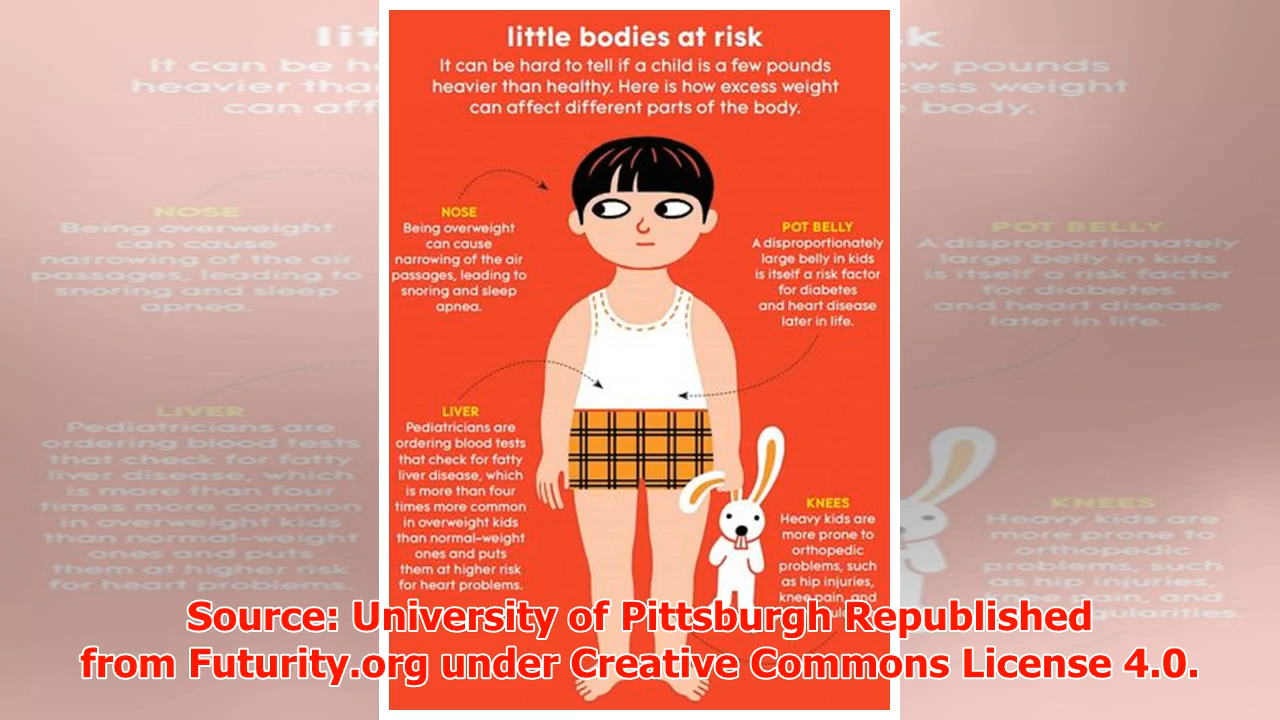 little bodies at risk
It can be hard to tell if a child is a few pounds
heavier than healthy. Here is how excess weight
can affect different parts of the body.
NOSE
Being overweight
can cause
narrowing of the air
passages, leading to
snoring and sleep
apnea.
POT BELLY
A disproportionately
large belly in kids
is itself a risk factor
for diabetes
and heart disease
later in life.
LIVER
Pediatricians are
ordering blood tests
that check for fatty
liver disease, which
is more than four
times more common
in overweight kids
than normal-weight
ones and puts
them at higher risk
for heart problems.
KNEES
Heavy kids are
more prone to
orthopedic
problems, such
as hip injuries,
knee pain, and
Source: University of Pittsburgh Republished
from Futurity.org under Creative Commons License 4.0.